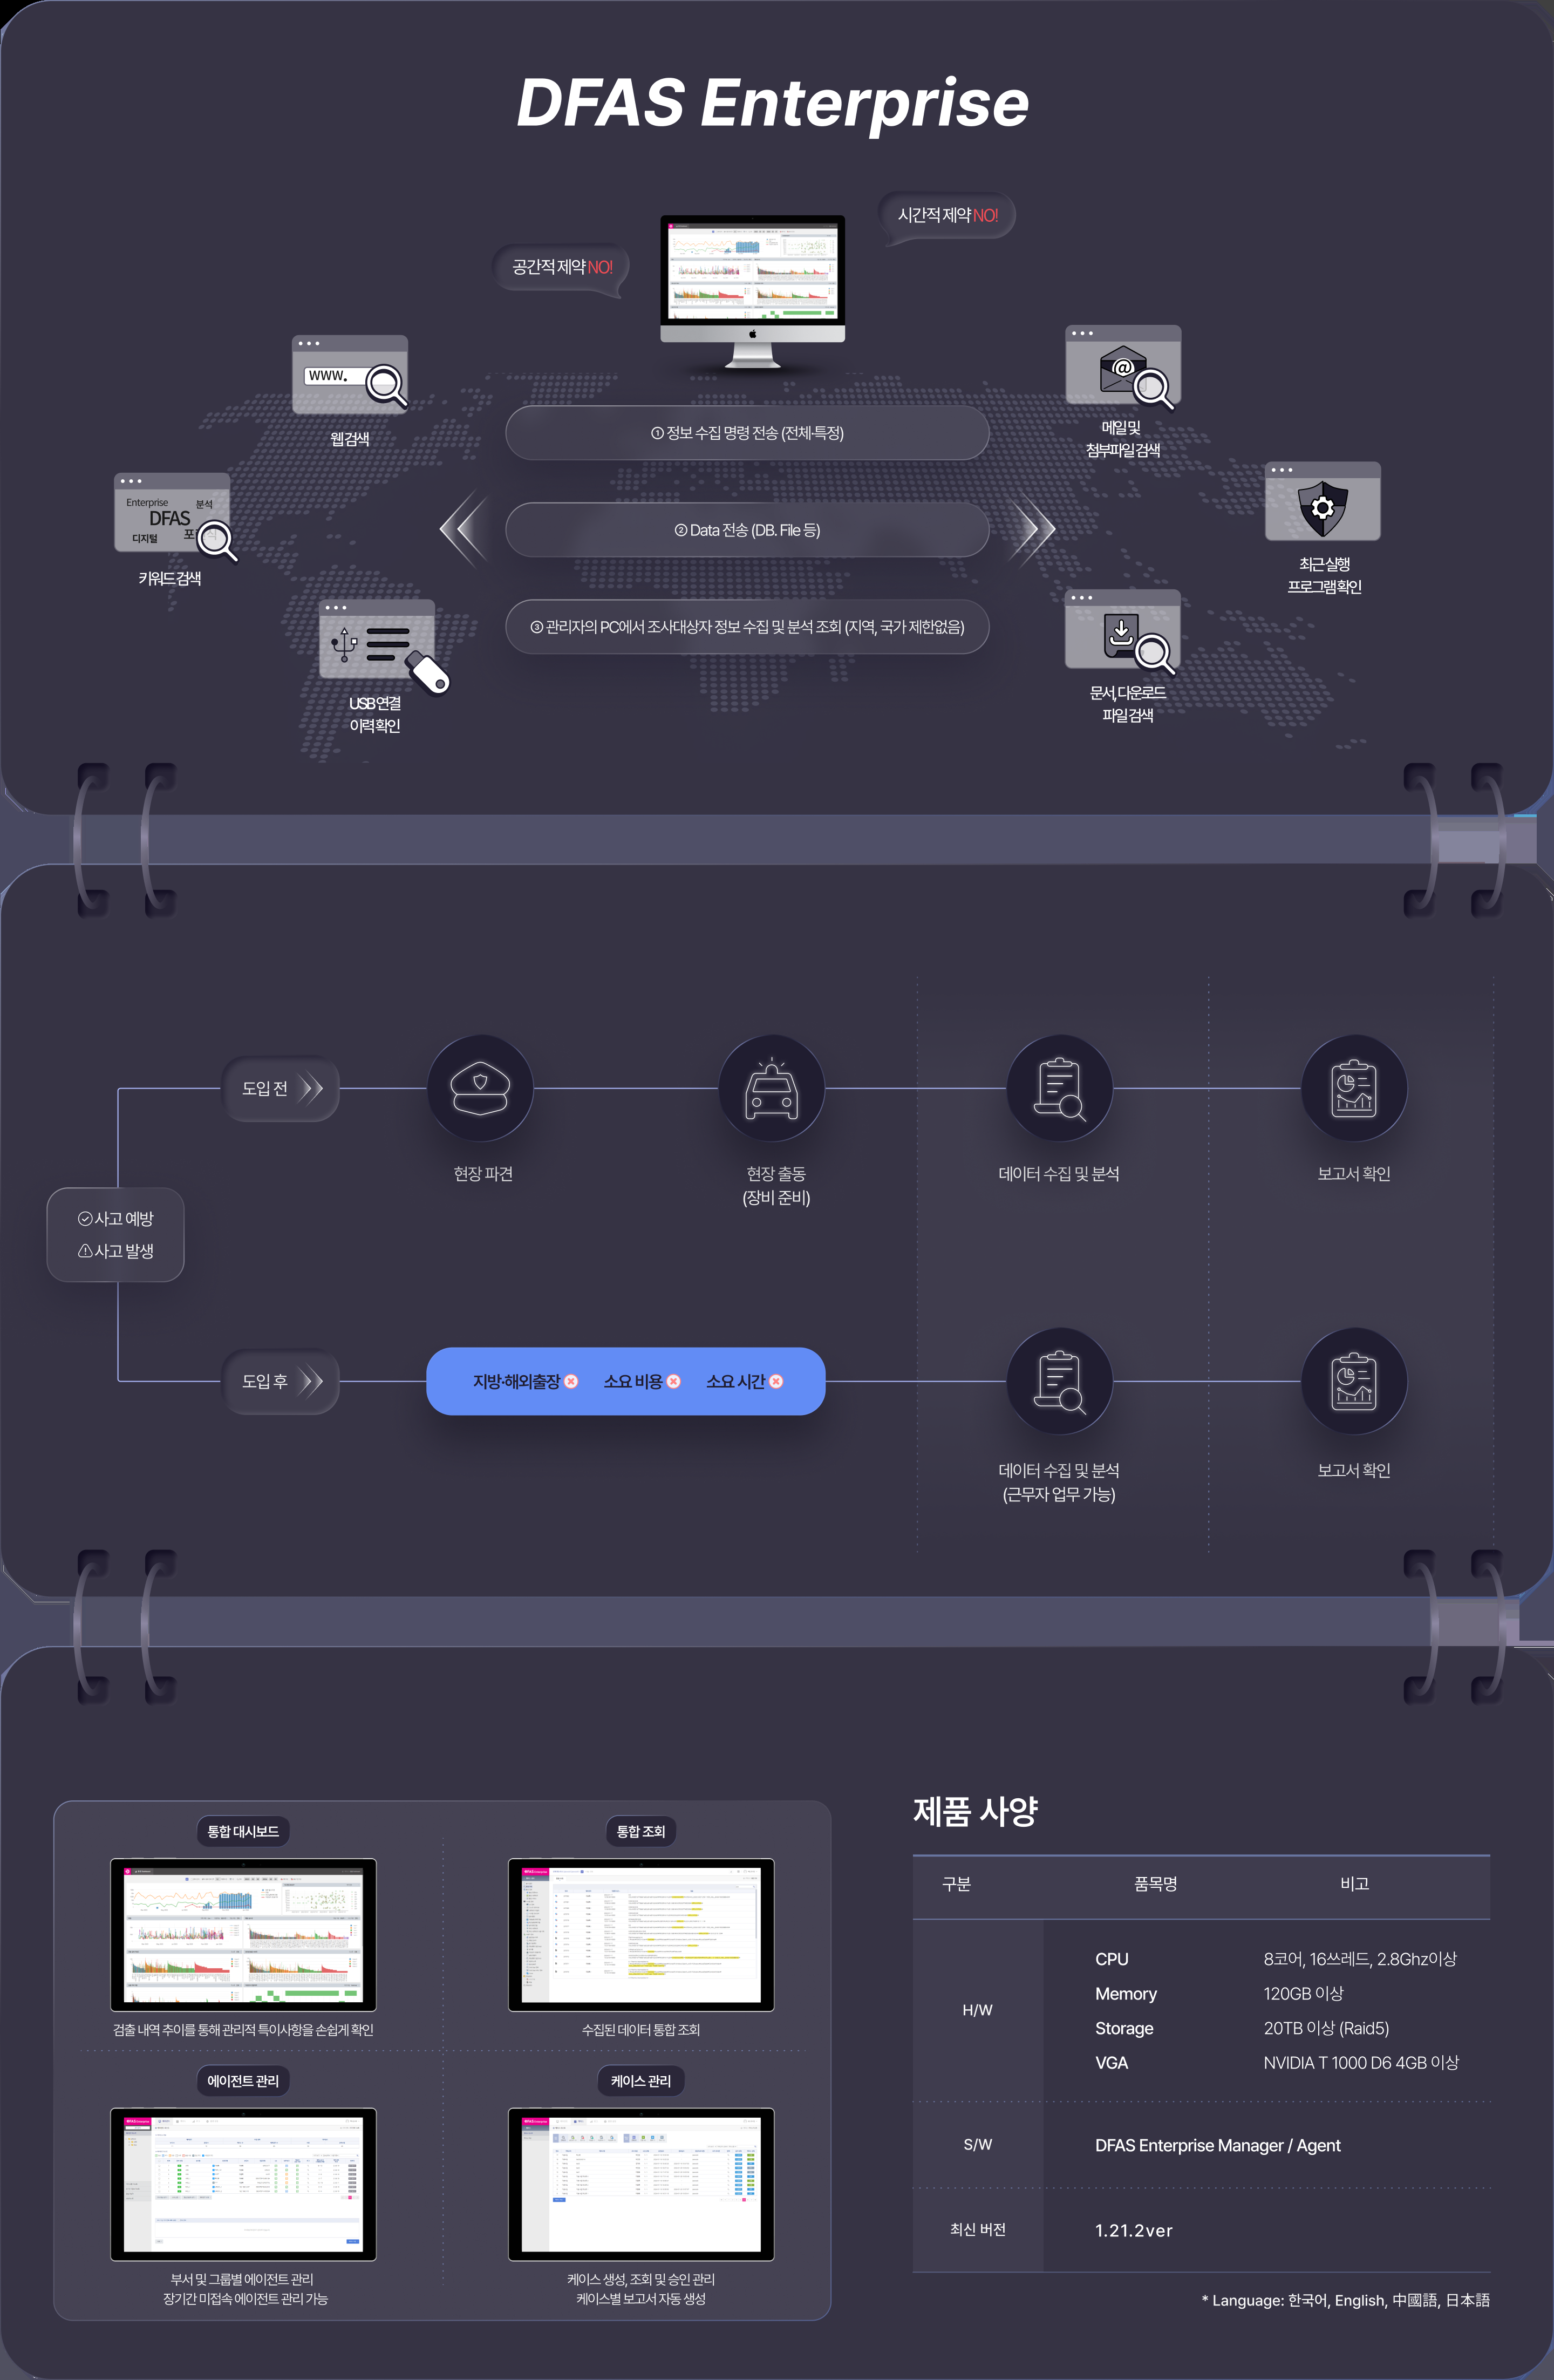 DFAS Enterprise
시간적 제약 NO!
공간적 제약 NO!
www.
웹 검색
Enterprise
분석
DFAS
디지털
키워드 검색
USB 연결
이력 확인
① 정보 수집 명령 전송 (전체·특정)
② Data 전송 (DB. File 등)
③ 관리자의 PC에서 조사대상자 정보 수집 및 분석 조회 (지역, 국가 제한없음)
메일 및
첨부파일 검색
최근 실행
프로그램 확인
문서, 다운로드
파일 검색
도입 전
현장 파견
현장 출동
(장비 준비)
데이터 수집 및 분석
보고서 확인
사고 예방
사고 발생
도입 후
지방·해외출장
소요 비용
소요 시간
데이터 수집 및 분석
(근무자 업무 가능)
보고서 확인
통합 대시보드
검출 내역 추이를 통해 관리적 특이사항을 손쉽게 확인
통합 조회
수집된 데이터 통합 조회
에이전트 관리
부서 및 그룹별 에이전트 관리
장기간 미접속 에이전트 관리 가능
케이스 관리
케이스 생성, 조회 및 승인 관리
케이스별 보고서 자동 생성
제품 사양
구분 품목명 비고
H/W
CPU 8코어, 16쓰레드, 2.8Ghz이상
Memory 120GB 이상
Storage 20TB 이상 (Raid5)
VGA NVIDIA T 1000 D6 4GB 이상
S/W DFAS Enterprise Manager / Agent
최신 버전 1.21.2ver
* Language: 한국어, English, 中國語, 日本語